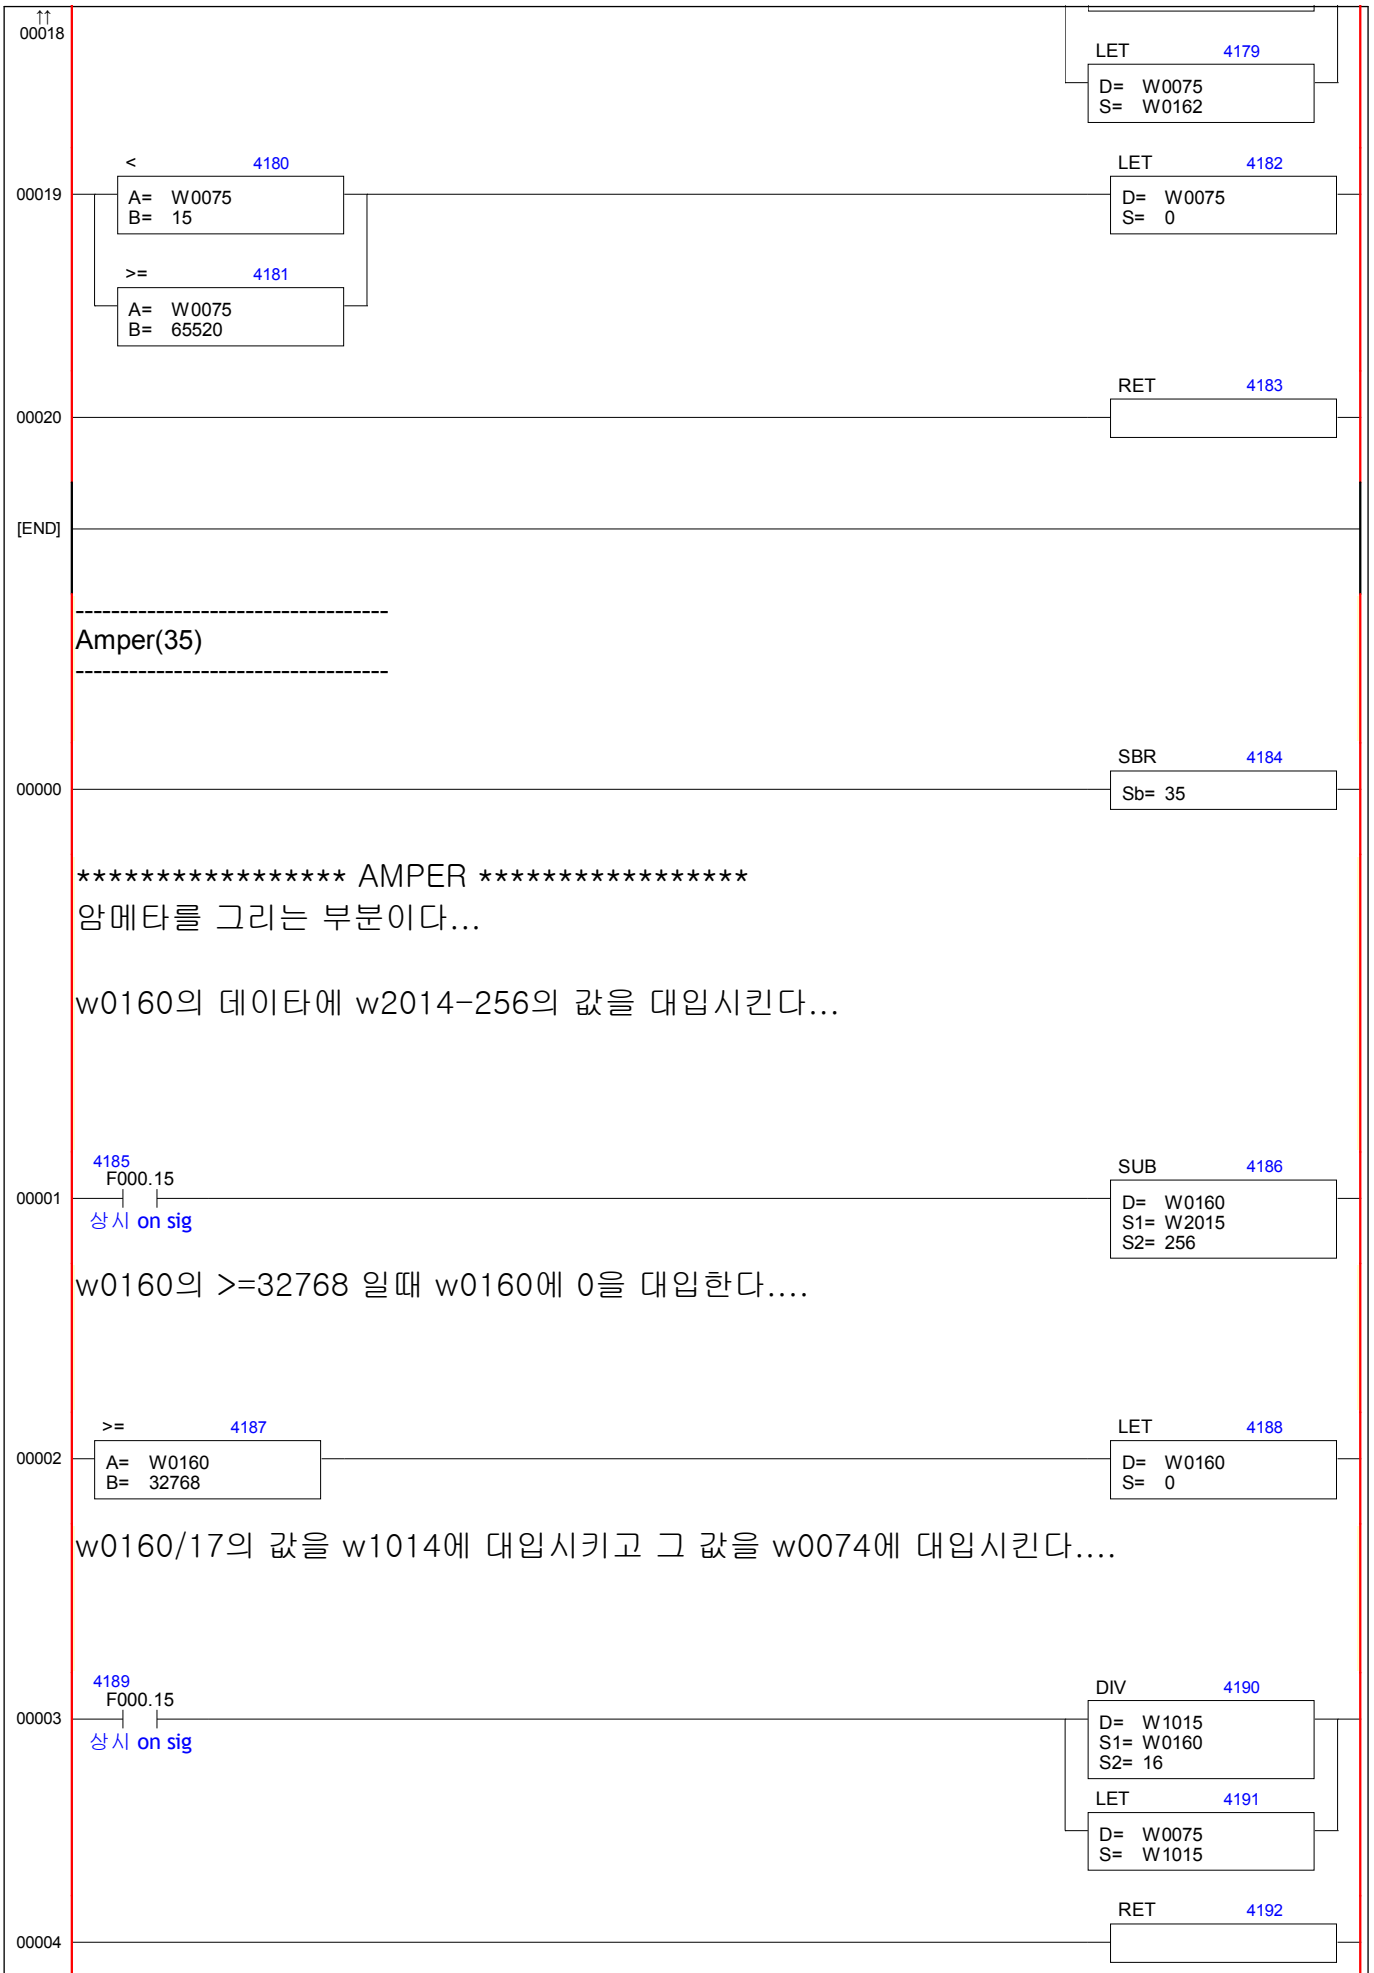 ↑↑
00018
LET 4179
D= W0075
S= W0162
< 4180
LET 4182
00019
A= W0075
B= 15
D= W0075
S= 0
>= 4181
A= W0075
B= 65520
RET 4183
00020
[END]
-----------------------------------
Amper(35)
-----------------------------------
SBR 4184
00000
Sb= 35
***************** AMPER *****************
암메타를 그리는 부분이다...
w0160의 데이타에 w2014-256의 값을 대입시킨다...
4185
F000.15
SUB 4186
00001
상시 on sig
D= W0160
S1= W2015
S2= 256
w0160의 >=32768 일때 w0160에 0을 대입한다....
>= 4187
LET 4188
00002
A= W0160
B= 32768
D= W0160
S= 0
w0160/17의 값을 w1014에 대입시키고 그 값을 w0074에 대입시킨다....
4189
F000.15
DIV 4190
00003
상시 on sig
D= W1015
S1= W0160
S2= 16
LET 4191
D= W0075
S= W1015
RET 4192
00004